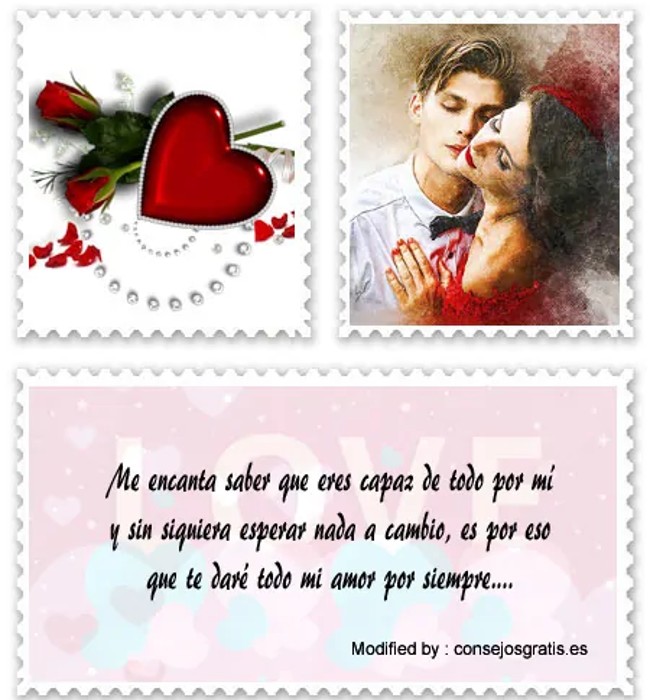 LOVE
Me encanta saber que eres capaz de todo por mí
y sin siquiera esperar nada a cambio, es por eso
que te daré todo mi amor por siempre....
Modified by : consejosgratis.es